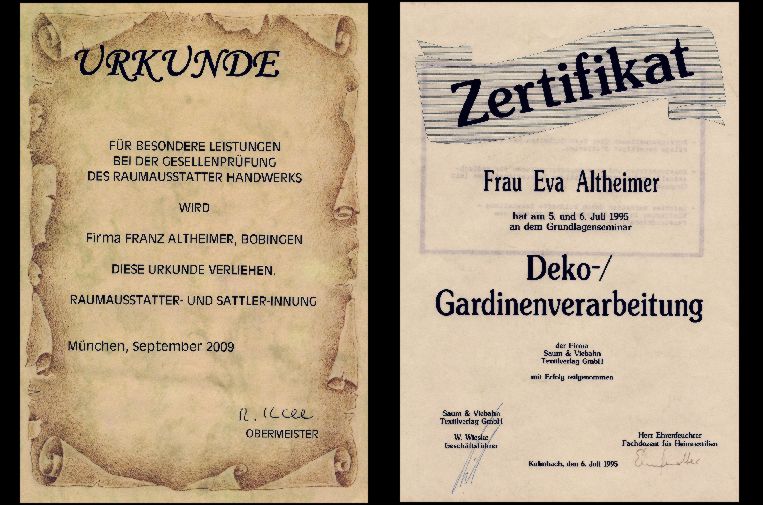 URKUNDE
FÜR BESONDERE LEISTUNGEN
BEI DER GESELLENPRÜFUNG
DES RAUMAUSSTATTER HANDWERKS
WIRD
Firma FRANZ ALTHEIMER, BOBINGEN
DIESE URKUNDE VERLIEHEN.
RAUMAUSSTATTER- UND SATTLER-INNUNG
München, September 2009
OBERMEISTER
Zertifikat
Frau Eva Altheimer
hat am 5. und 6. Juli 1995
an dem Grundlagenseminar
Deko-/
Gardinenverarbeitung
der Firma
Saum & Viebahn
Textilverlag GmbH
mit Erfolg teilgenommen
Saum & Viebahn
Textilverlag GmbH
W. Wieske
Geschäftsführer
Herr Ehrenfeuchter
Fachdozent für Heimtextilien
Kulmbach, den 6. Juli 1995